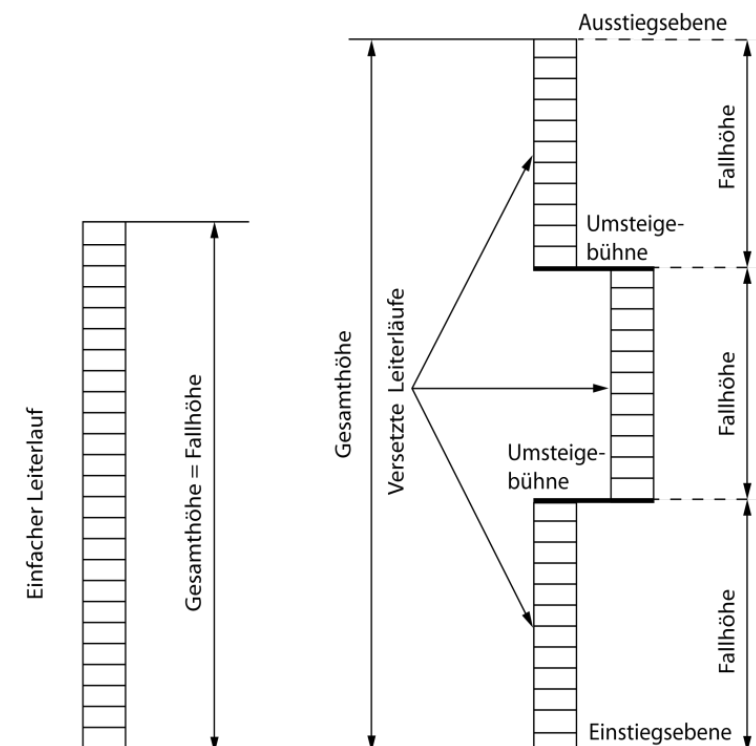 Einfacher Leiterlauf
Gesamthöhe = Fallhöhe
Gesamthöhe
Versetzte Leiterläufe
Ausstiegsebene
Fallhöhe
Umsteige-
bühne
Fallhöhe
Umsteige-
bühne
Fallhöhe
Einstiegsebene